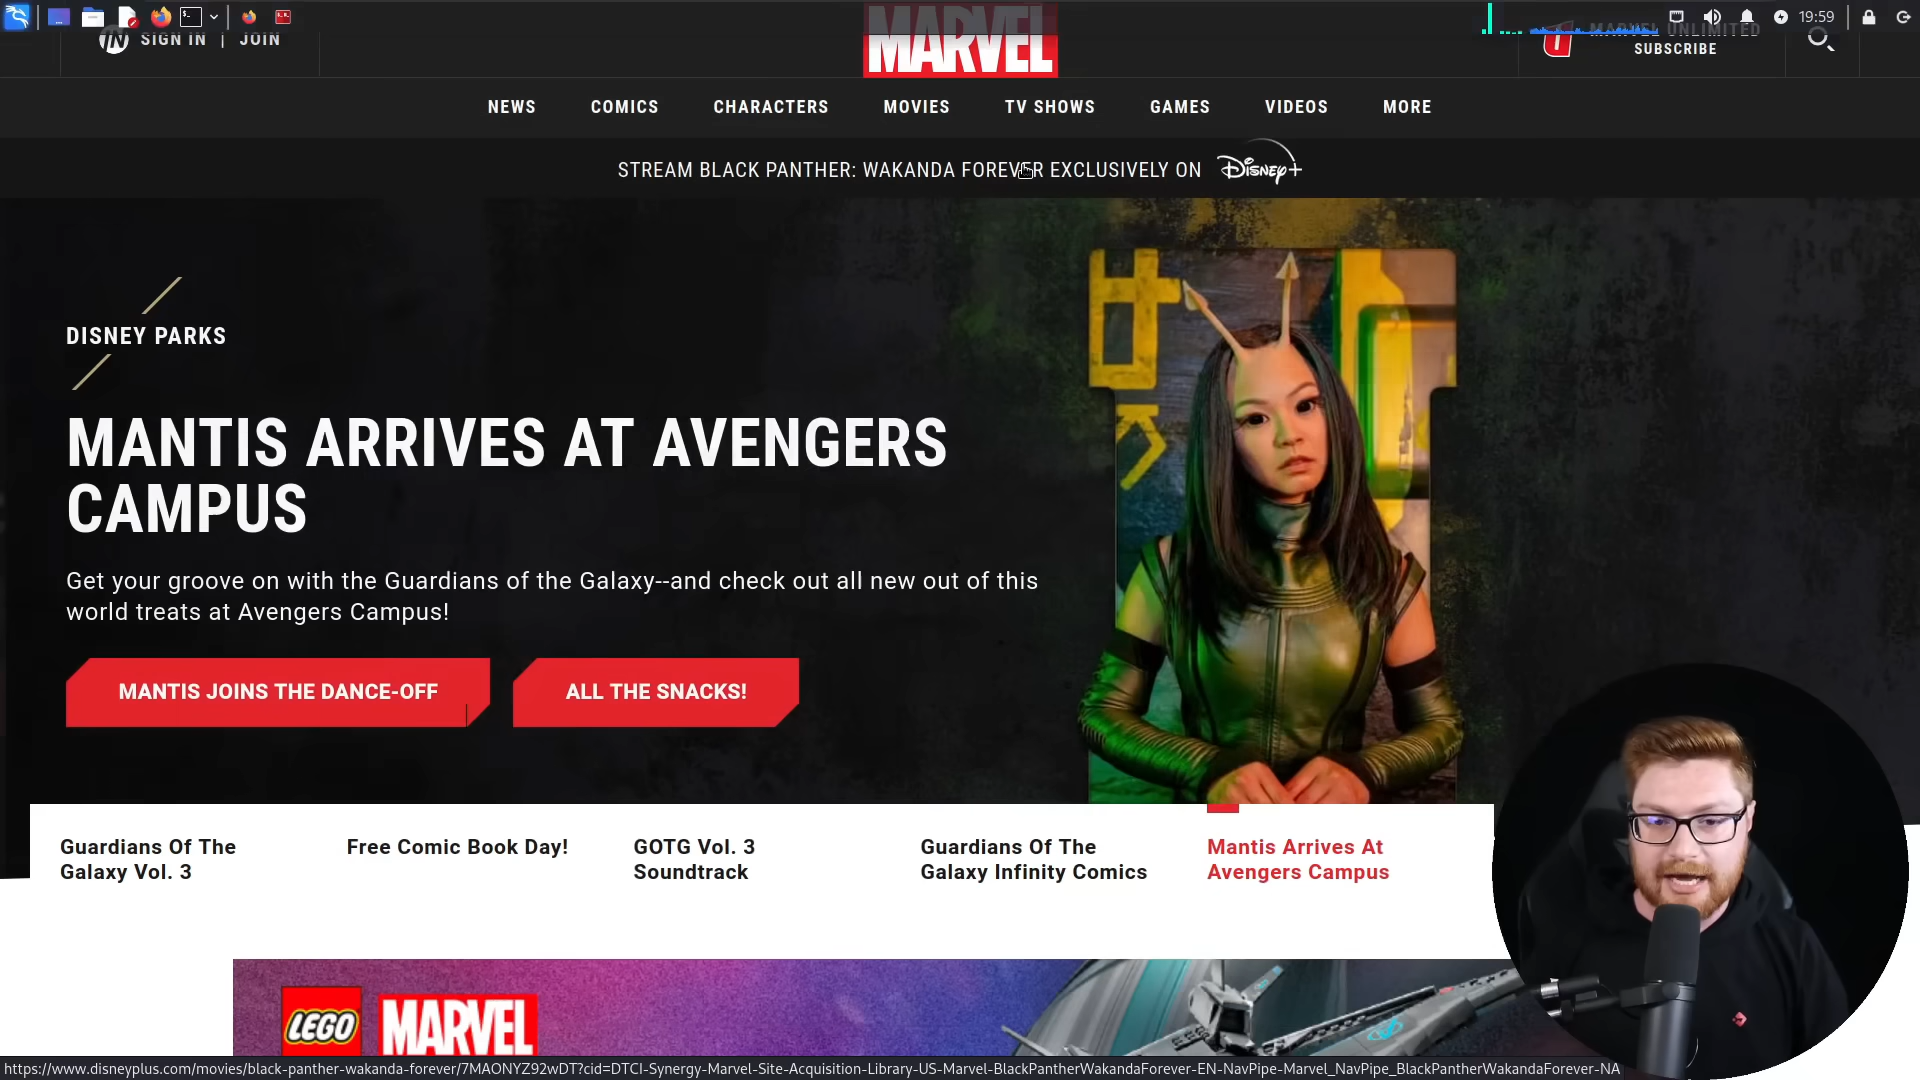 19:59
SIGN IN | JOIN
MARVEL
MARVEL UNLIMITED
SUBSCRIBE
NEWS COMICS CHARACTERS MOVIES TV SHOWS GAMES VIDEOS MORE
STREAM BLACK PANTHER: WAKANDA FOREVER EXCLUSIVELY ON Disney+
DISNEY PARKS
MANTIS ARRIVES AT AVENGERS
CAMPUS
Get your groove on with the Guardians of the Galaxy--and check out all new out of this
world treats at Avengers Campus!
MANTIS JOINS THE DANCE-OFF
ALL THE SNACKS!
Guardians Of The
Galaxy Vol. 3
Free Comic Book Day!
GOTG Vol. 3
Soundtrack
Guardians Of The
Galaxy Infinity Comics
Mantis Arrives At
Avengers Campus
LEGO MARVEL
https://www.disneyplus.com/movies/black-panther-wakanda-forever/7MAONYZ92wDT?cid=DTCI-Synergy-Marvel-Site-Acquisition-Library-US-Marvel-BlackPantherWakandaForever-EN-NavPipe-Marvel_NavPipe_BlackPantherWakandaForever-NA